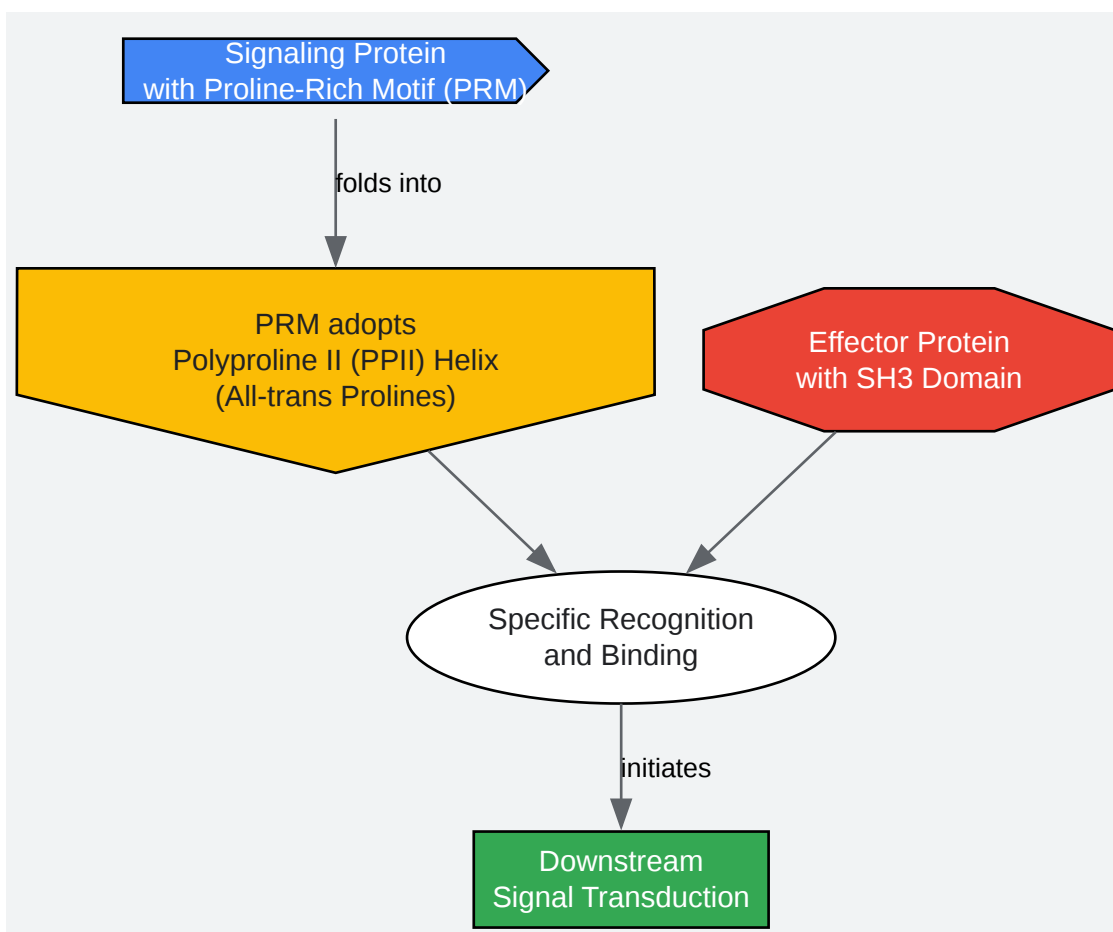 Signaling Protein
with Proline-Rich Motif (PRM)
folds into
PRM adopts
Polyproline II (PPII) Helix
(All-trans Prolines)
Effector Protein
with SH3 Domain
Specific Recognition
and Binding
initiates
Downstream
Signal Transduction